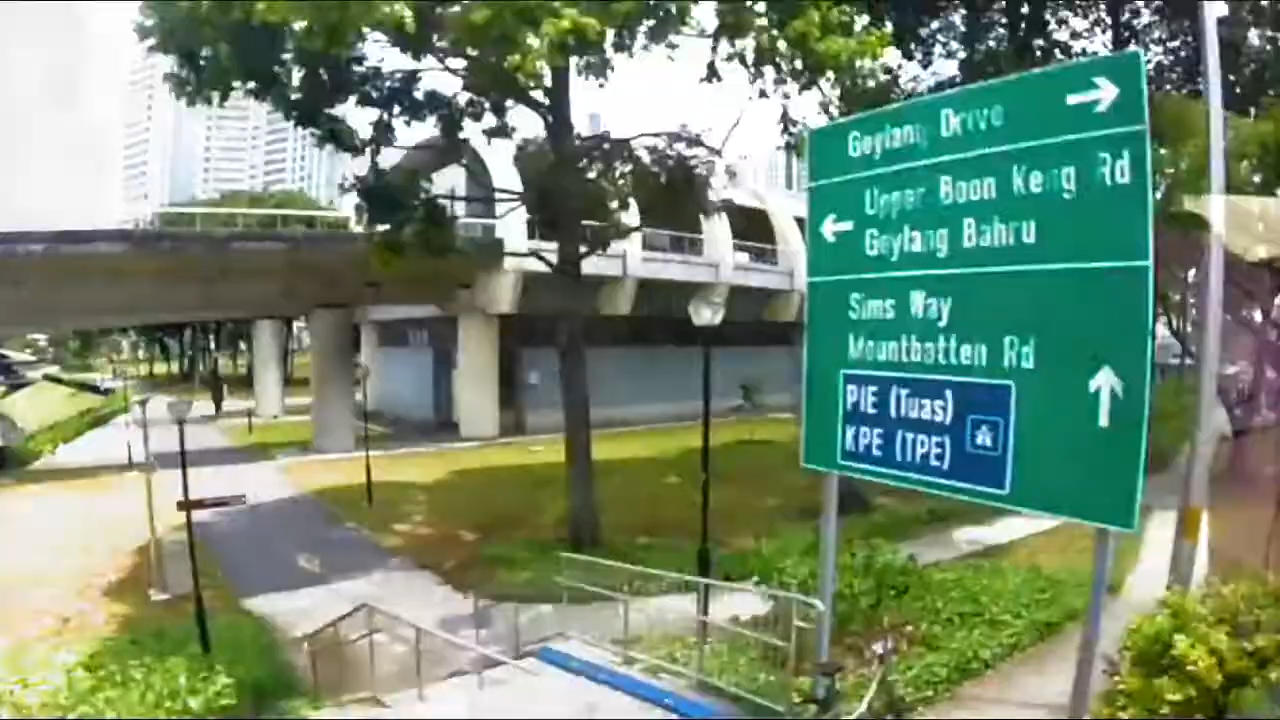 Geylang Drive
Upper Boon Keng Rd
Geylang Bahru
Sims Way
Mountbatten Rd
PIE (Tuas)
KPE (TPE)